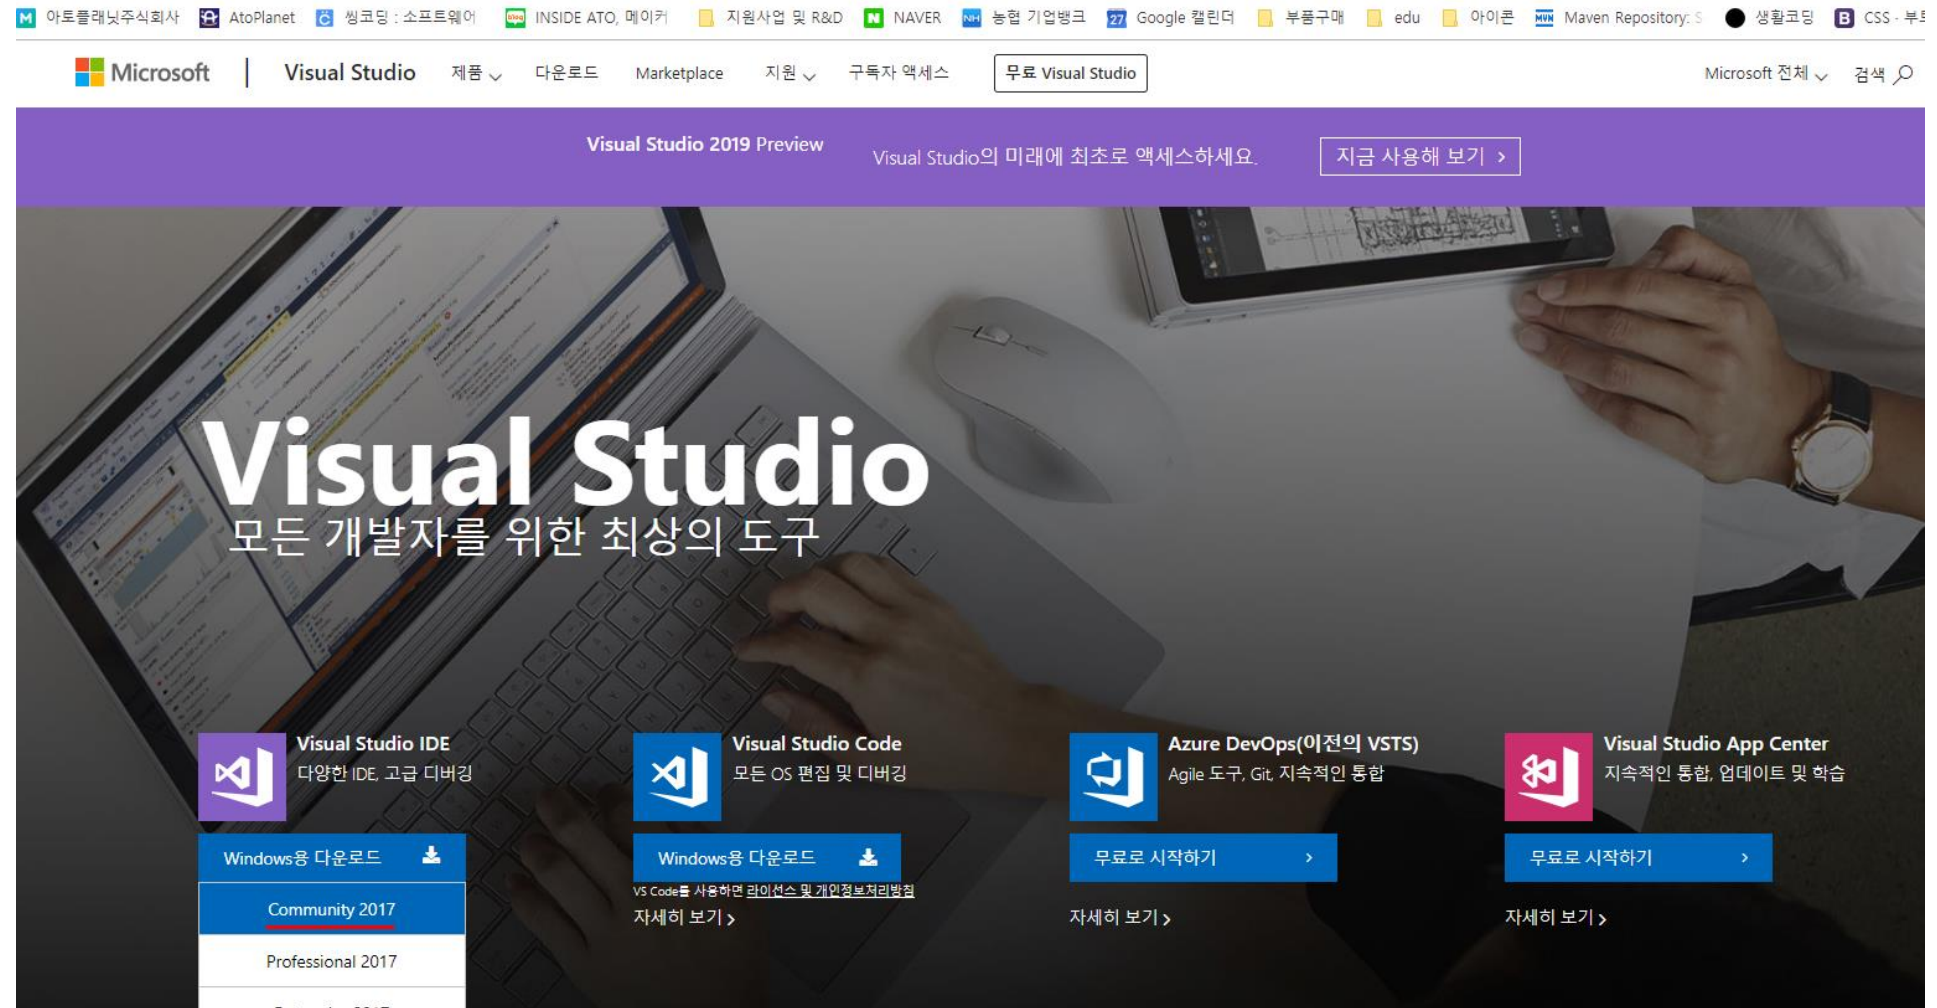 아토플래닛주식회사 AtoPlanet 씽코딩 : 소프트웨어 INSIDE ATO, 메이커 지원사업 및 R&D NAVER 농협 기업뱅크 Google 캘린더 부품구매 edu 아이콘 Maven Repository: 생활코딩 CSS -
Microsoft Visual Studio 제품 다운로드 Marketplace 지원 구독자 액세스 무료 Visual Studio Microsoft 전체 검색
Visual Studio 2019 Preview Visual Studio의 미래에 최초로 액세스하세요. 지금 사용해 보기
Visual Studio
모든 개발자를 위한 최상의 도구
Visual Studio IDE
다양한 IDE, 고급 디버깅
Windows용 다운로드
Community 2017
Professional 2017
Visual Studio Code
모든 OS 편집 및 디버깅
Windows용 다운로드
VS Code를 사용하면 라이선스 및 개인정보처리방침
자세히 보기
Azure DevOps(이전의 VSTS)
Agile 도구, Git, 지속적인 통합
무료로 시작하기
자세히 보기
Visual Studio App Center
지속적인 통합, 업데이트 및 학습
무료로 시작하기
자세히 보기